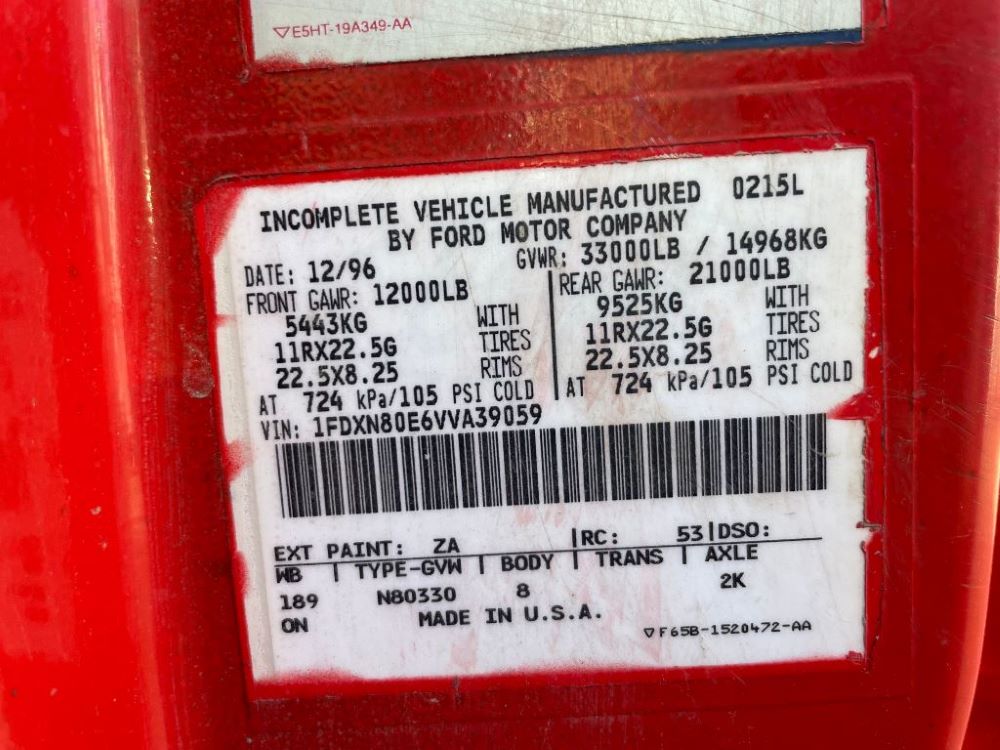 ▽E5HT-19A349-AA
INCOMPLETE VEHICLE MANUFACTURED 0215L
BY FORD MOTOR COMPANY
DATE: 12/96 GVWR: 33000LB / 14968KG
FRONT GAWR: 12000LB REAR GAWR: 21000LB
5443KG WITH 9525KG WITH
11RX22.5G TIRES 11RX22.5G TIRES
22.5X8.25 RIMS 22.5X8.25 RIMS
AT 724 kPa/105 PSI COLD AT 724 kPa/105 PSI COLD
VIN: 1FDXN80E6VVA39059
EXT PAINT: ZA |RC: 53|DSO:
WB | TYPE-GVW | BODY | TRANS | AXLE
189 N80330 8 2K
ON MADE IN U.S.A.
▽F65B-1520472-AA